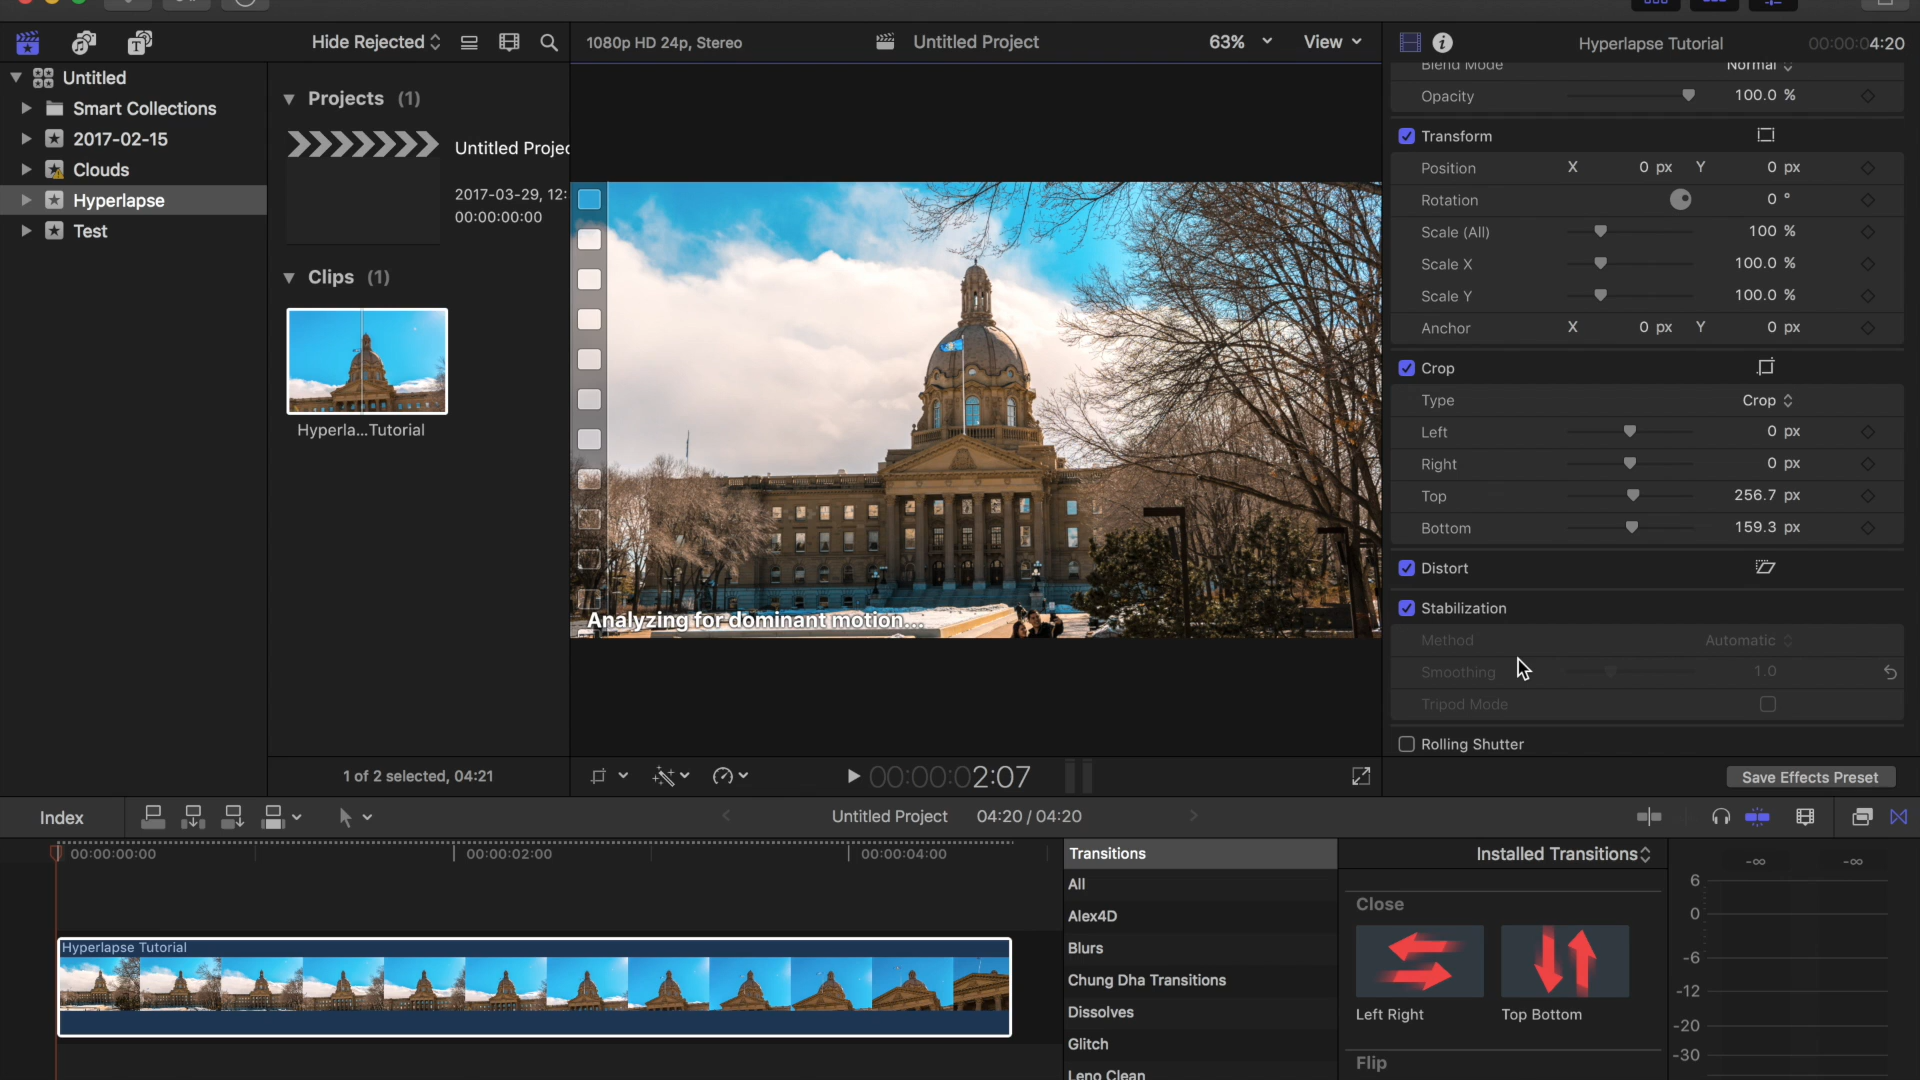 Hide Rejected
1080p HD 24p, Stereo
Untitled Project
63%
View
Hyperlapse Tutorial
00:00:04:20
Untitled
Smart Collections
2017-02-15
Clouds
Hyperlapse
Test
Projects (1)
Untitled Projec
2017-03-29, 12:
00:00:00:00
Clips (1)
Hyperla...Tutorial
1 of 2 selected, 04:21
Analyzing for dominant motion...
00:00:02:07
Blend Mode
Normal
Opacity
100.0 %
Transform
Position X 0 px Y 0 px
Rotation 0 °
Scale (All) 100 %
Scale X 100.0 %
Scale Y 100.0 %
Anchor X 0 px Y 0 px
Crop
Type Crop
Left 0 px
Right 0 px
Top 256.7 px
Bottom 159.3 px
Distort
Stabilization
Method Automatic
Smoothing 1.0
Tripod Mode
Rolling Shutter
Save Effects Preset
Index
Untitled Project 04:20 / 04:20
00:00:00:00
00:00:02:00
00:00:04:00
Hyperlapse Tutorial
Transitions
All
Alex4D
Blurs
Chung Dha Transitions
Dissolves
Glitch
Leno Clean
Installed Transitions
Close
Left Right
Top Bottom
Flip
-∞
-∞
6
0
-6
-12
-20
-30